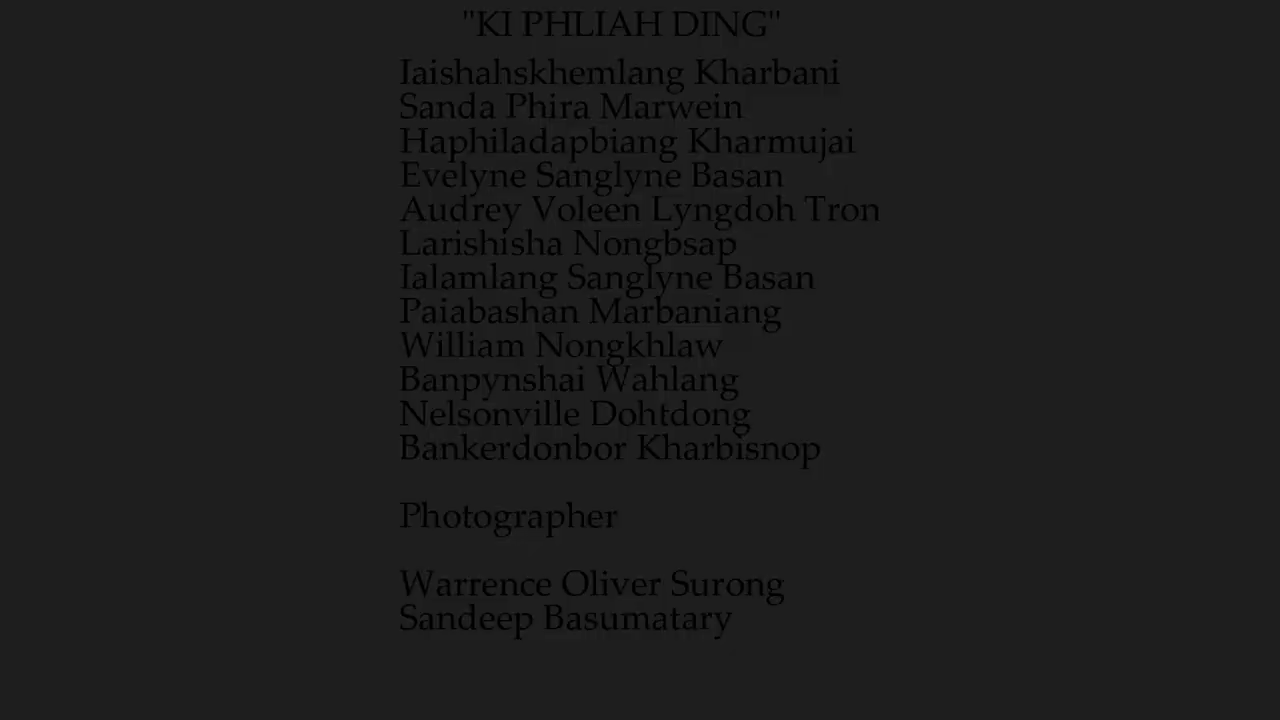 "KI PHLIAH DING"
Iaishahskhemlang Kharbani
Sanda Phira Marwein
Haphiladapbiang Kharmujai
Evelyne Sanglyne Basan
Audrey Voleen Lyngdoh Tron
Larishisha Nongbsap
Ialamlang Sanglyne Basan
Paiabashan Marbaniang
William Nongkhlaw
Banpynshai Wahlang
Nelsonville Dohtdong
Bankerdonbor Kharbisnop
Photographer
Warrence Oliver Surong
Sandeep Basumatary